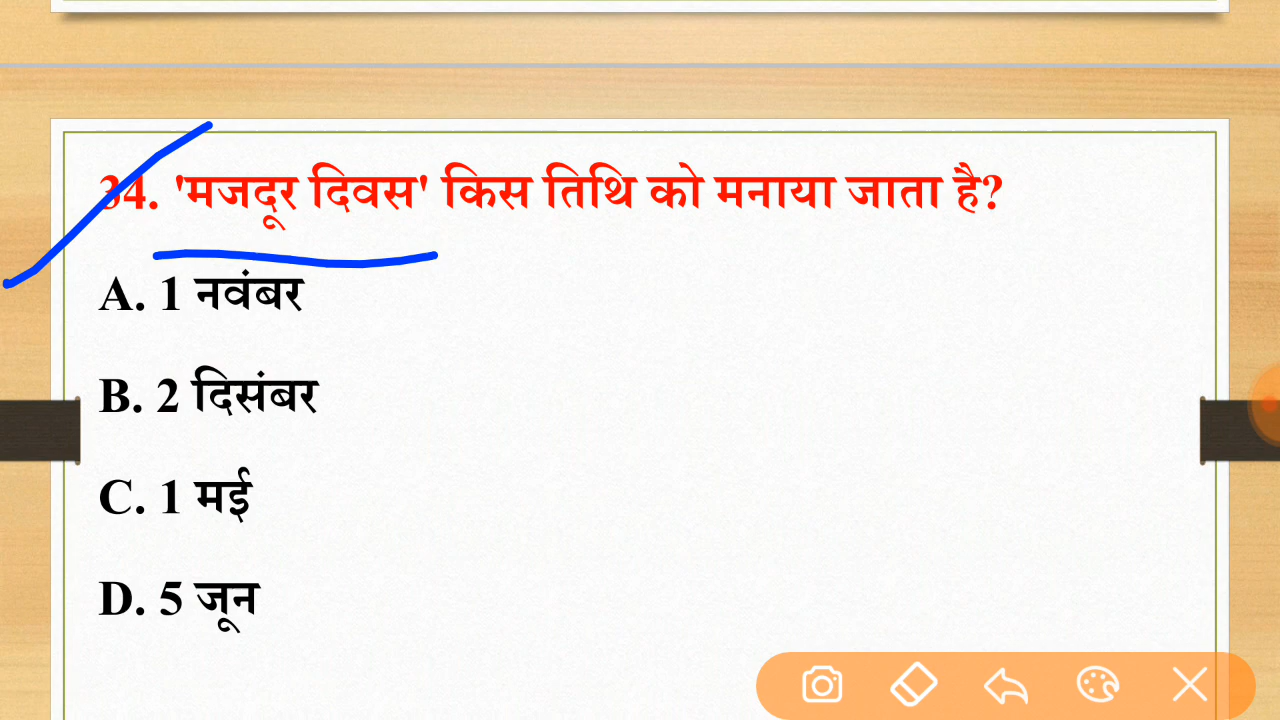 34. 'मजदूर दिवस' किस तिथि को मनाया जाता है?
A. 1 नवंबर
B. 2 दिसंबर
C. 1 मई
D. 5 जून